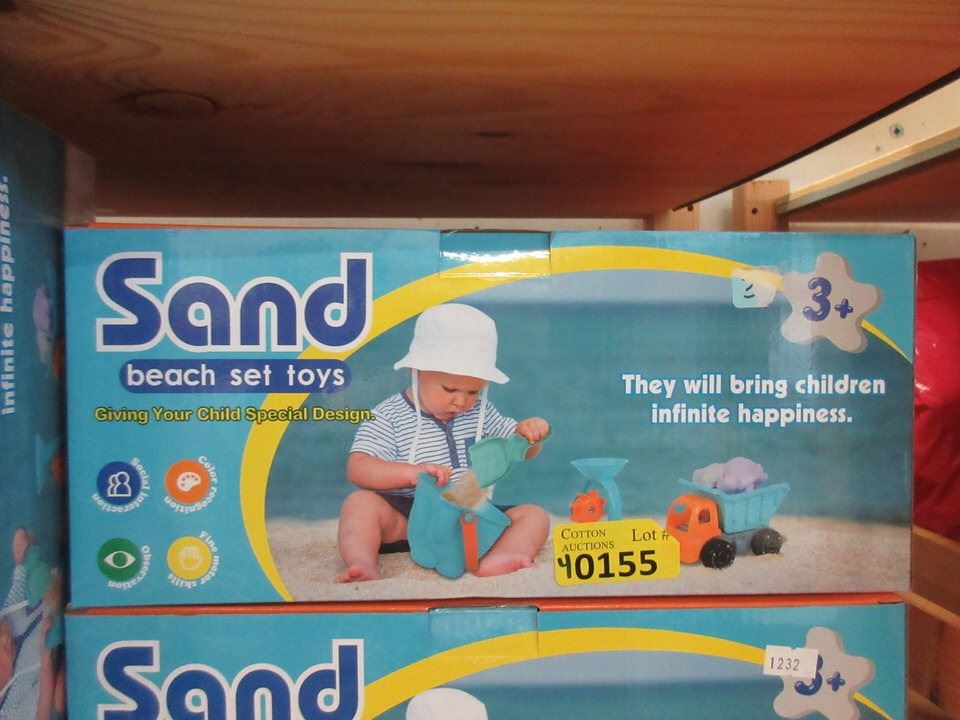 infinite happiness.
Sand
beach set toys
Giving Your Child Special Design.
Social interaction
Color recognition
Observation
Fine motor skills
3+
They will bring children
infinite happiness.
COTTON
AUCTIONS
Lot #
40155
Sand
1232
3+